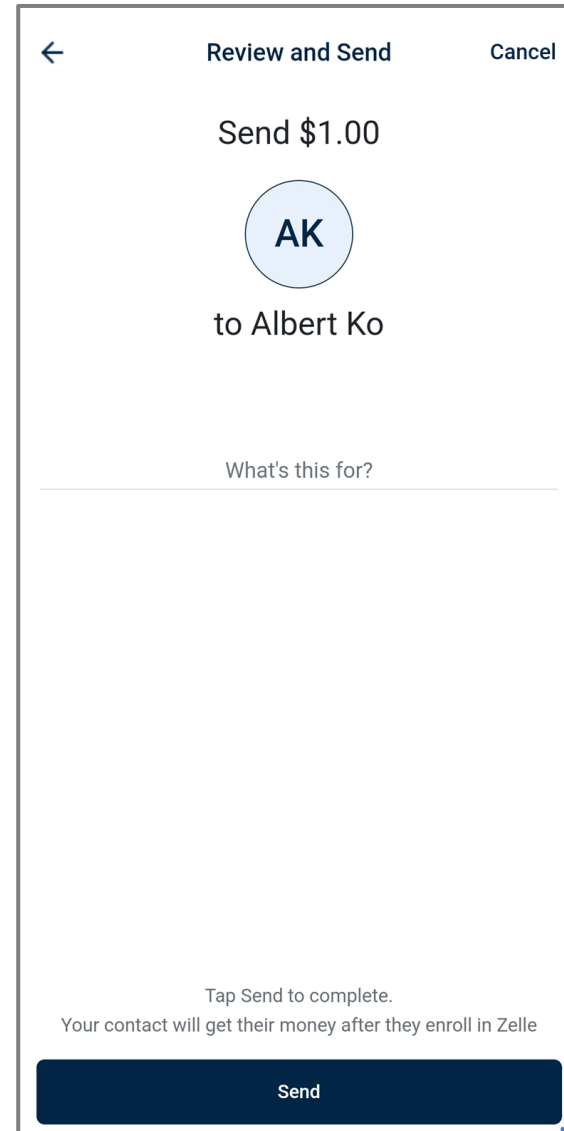 Review and Send
Cancel
Send $1.00
AK
to Albert Ko
What's this for?
Tap Send to complete.
Your contact will get their money after they enroll in Zelle
Send